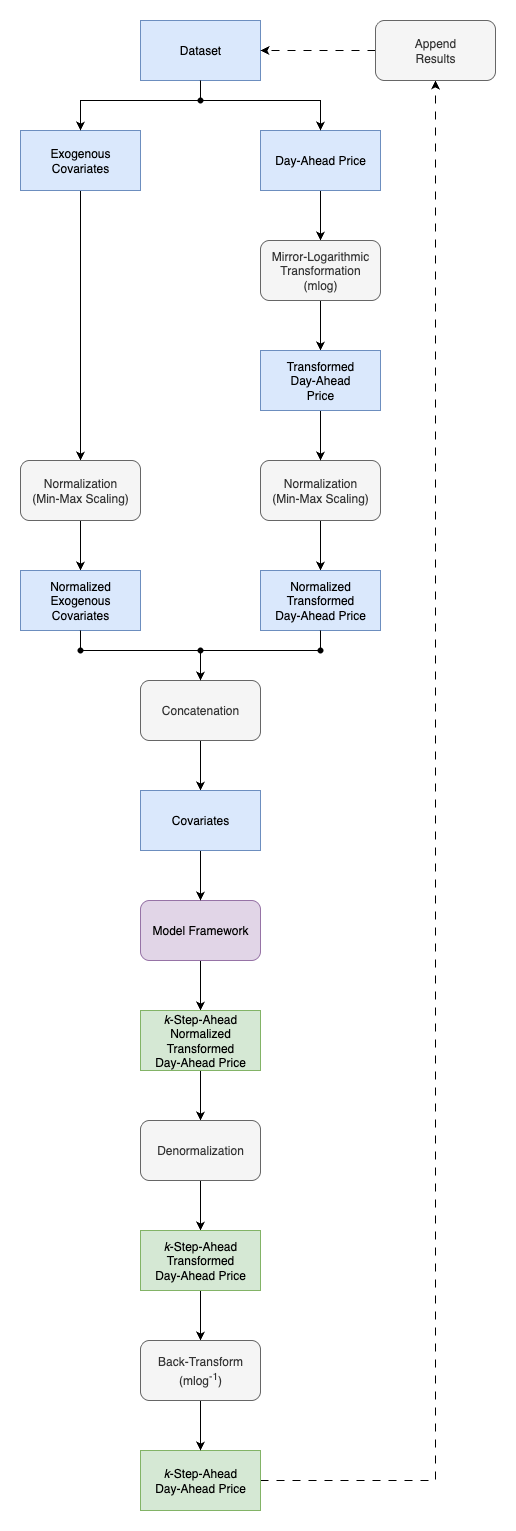 Dataset
Append
Results
Exogenous
Covariates
Day-Ahead Price
Mirror-Logarithmic
Transformation
(mlog)
Transformed
Day-Ahead
Price
Normalization
(Min-Max Scaling)
Normalization
(Min-Max Scaling)
Normalized
Exogenous
Covariates
Normalized
Transformed
Day-Ahead Price
Concatenation
Covariates
Model Framework
k-Step-Ahead
Normalized
Transformed
Day-Ahead Price
Denormalization
k-Step-Ahead
Transformed
Day-Ahead Price
Back-Transform
(mlog⁻¹)
k-Step-Ahead
Day-Ahead Price